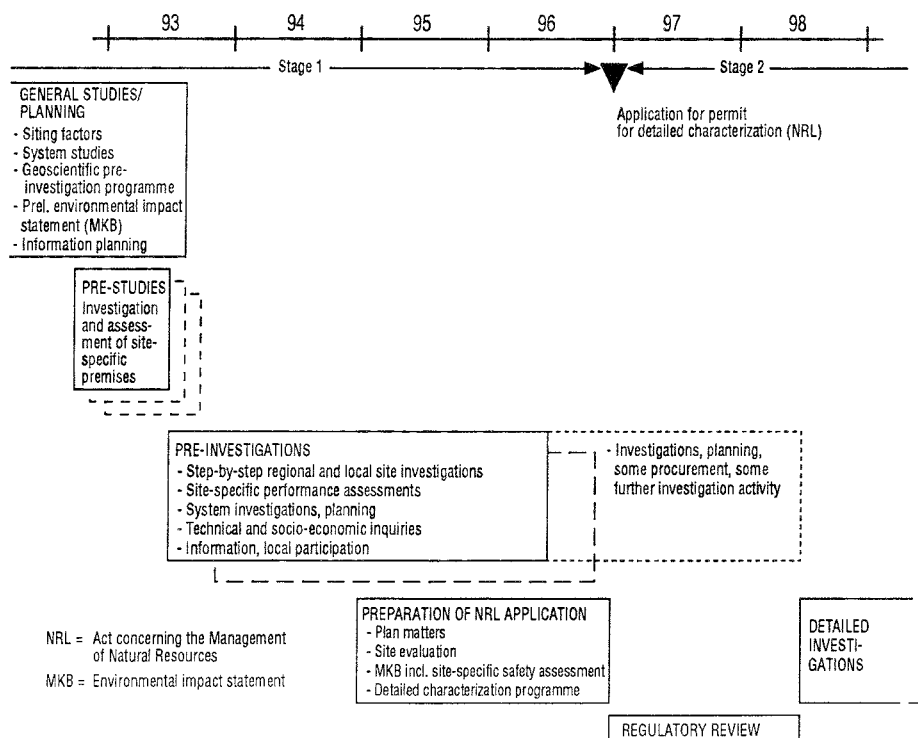 93 94 95 96 97 98
Stage 1
Stage 2
Application for permit
for detailed characterization (NRL)
GENERAL STUDIES/
PLANNING
- Siting factors
- System studies
- Geoscientific pre-
investigation programme
- Prel. environmental impact
statement (MKB)
- Information planning
PRE-STUDIES
Investigation
and assess-
ment of site-
specific
premises
PRE-INVESTIGATIONS
- Step-by-step regional and local site investigations
- Site-specific performance assessments
- System investigations, planning
- Technical and socio-economic inquiries
- Information, local participation
- Investigations, planning,
some procurement, some
further investigation activity
PREPARATION OF NRL APPLICATION
- Plan matters
- Site evaluation
- MKB incl. site-specific safety assessment
- Detailed characterization programme
DETAILED
INVESTI-
GATIONS
NRL = Act concerning the Management
of Natural Resources
MKB = Environmental impact statement
REGULATORY REVIEW